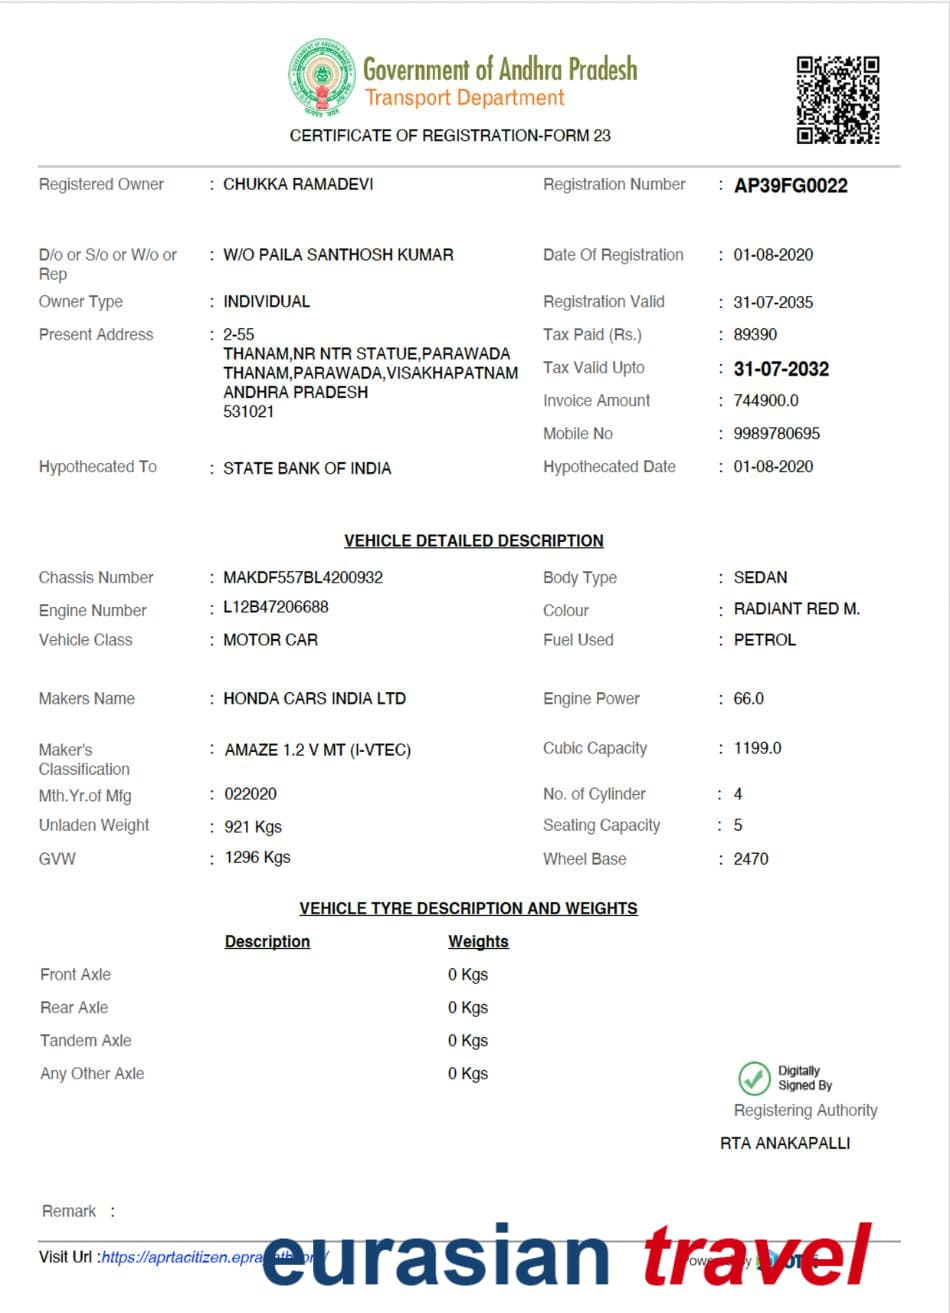 Government of Andhra Pradesh
Transport Department
CERTIFICATE OF REGISTRATION-FORM 23
Registered Owner : CHUKKA RAMADEVI Registration Number : AP39FG0022
D/o or S/o or W/o or Rep : W/O PAILA SANTHOSH KUMAR Date Of Registration : 01-08-2020
Owner Type : INDIVIDUAL Registration Valid : 31-07-2035
Present Address : 2-55 Tax Paid (Rs.) : 89390
THANAM,NR NTR STATUE,PARAWADA
THANAM,PARAWADA,VISAKHAPATNAM Tax Valid Upto : 31-07-2032
ANDHRA PRADESH
531021 Invoice Amount : 744900.0
Mobile No : 9989780695
Hypothecated To : STATE BANK OF INDIA Hypothecated Date : 01-08-2020
VEHICLE DETAILED DESCRIPTION
Chassis Number : MAKDF557BL4200932 Body Type : SEDAN
Engine Number : L12B47206688 Colour : RADIANT RED M.
Vehicle Class : MOTOR CAR Fuel Used : PETROL
Makers Name : HONDA CARS INDIA LTD Engine Power : 66.0
Maker's Classification : AMAZE 1.2 V MT (I-VTEC) Cubic Capacity : 1199.0
Mth.Yr.of Mfg : 022020 No. of Cylinder : 4
Unladen Weight : 921 Kgs Seating Capacity : 5
GVW : 1296 Kgs Wheel Base : 2470
VEHICLE TYRE DESCRIPTION AND WEIGHTS
Description Weights
Front Axle 0 Kgs
Rear Axle 0 Kgs
Tandem Axle 0 Kgs
Any Other Axle 0 Kgs
Digitally
Signed By
Registering Authority
RTA ANAKAPALLI
Remark :
Visit Url :https://aprtacitizen.
eurasian travel